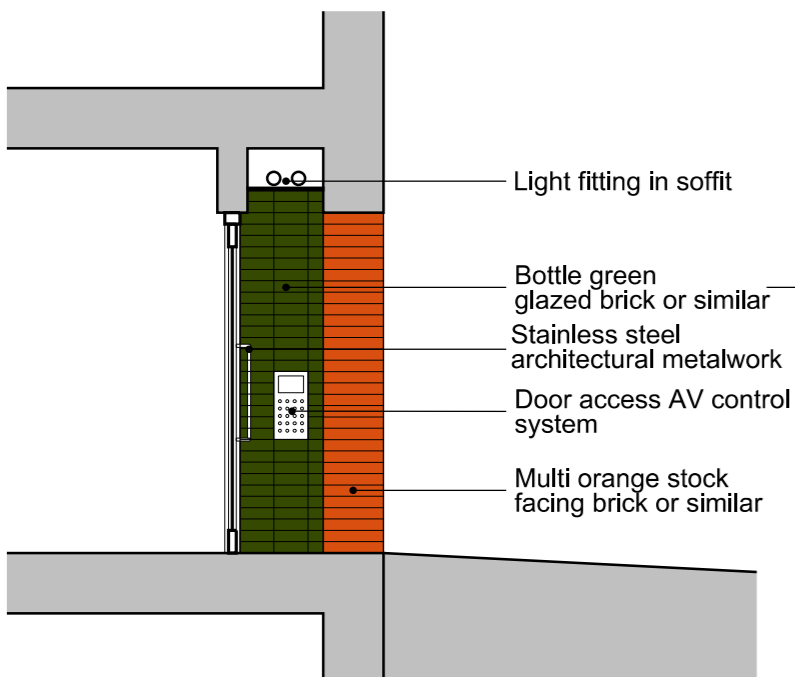 Light fitting in soffit
Bottle green
glazed brick or similar
Stainless steel
architectural metalwork
Door access AV control
system
Multi orange stock
facing brick or similar